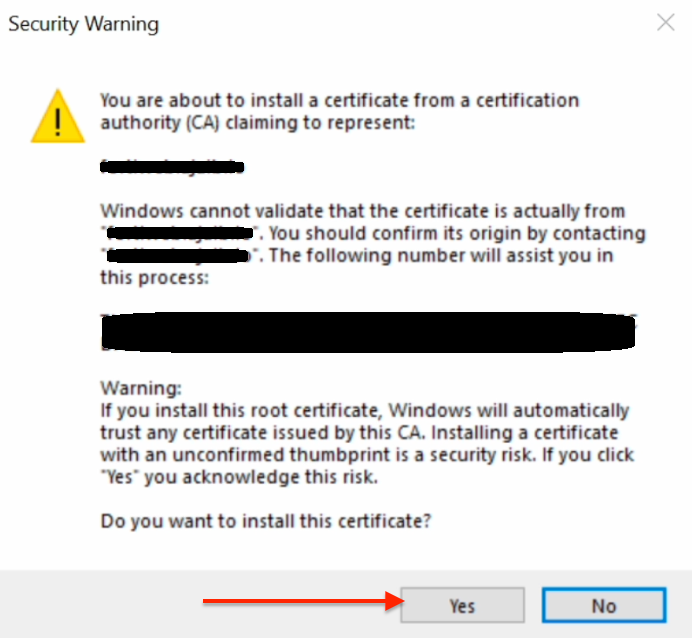 Security Warning
You are about to install a certificate from a certification
authority (CA) claiming to represent:
Windows cannot validate that the certificate is actually from
". You should confirm its origin by contacting
". The following number will assist you in
this process:
Warning:
If you install this root certificate, Windows will automatically
trust any certificate issued by this CA. Installing a certificate
with an unconfirmed thumbprint is a security risk. If you click
"Yes" you acknowledge this risk.
Do you want to install this certificate?
Yes
No